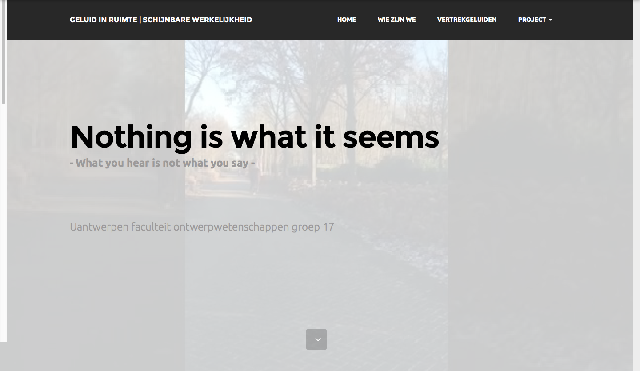 GELUID IN RUIMTE | SCHIJNBARE WERKELIJKHEID
HOME
WIE ZIJN WE
VERTREKGELUIDEN
PROJECT
Nothing is what it seems
- What you hear is not what you say -
Uantwerpen faculteit ontwerpwetenschappen groep 17